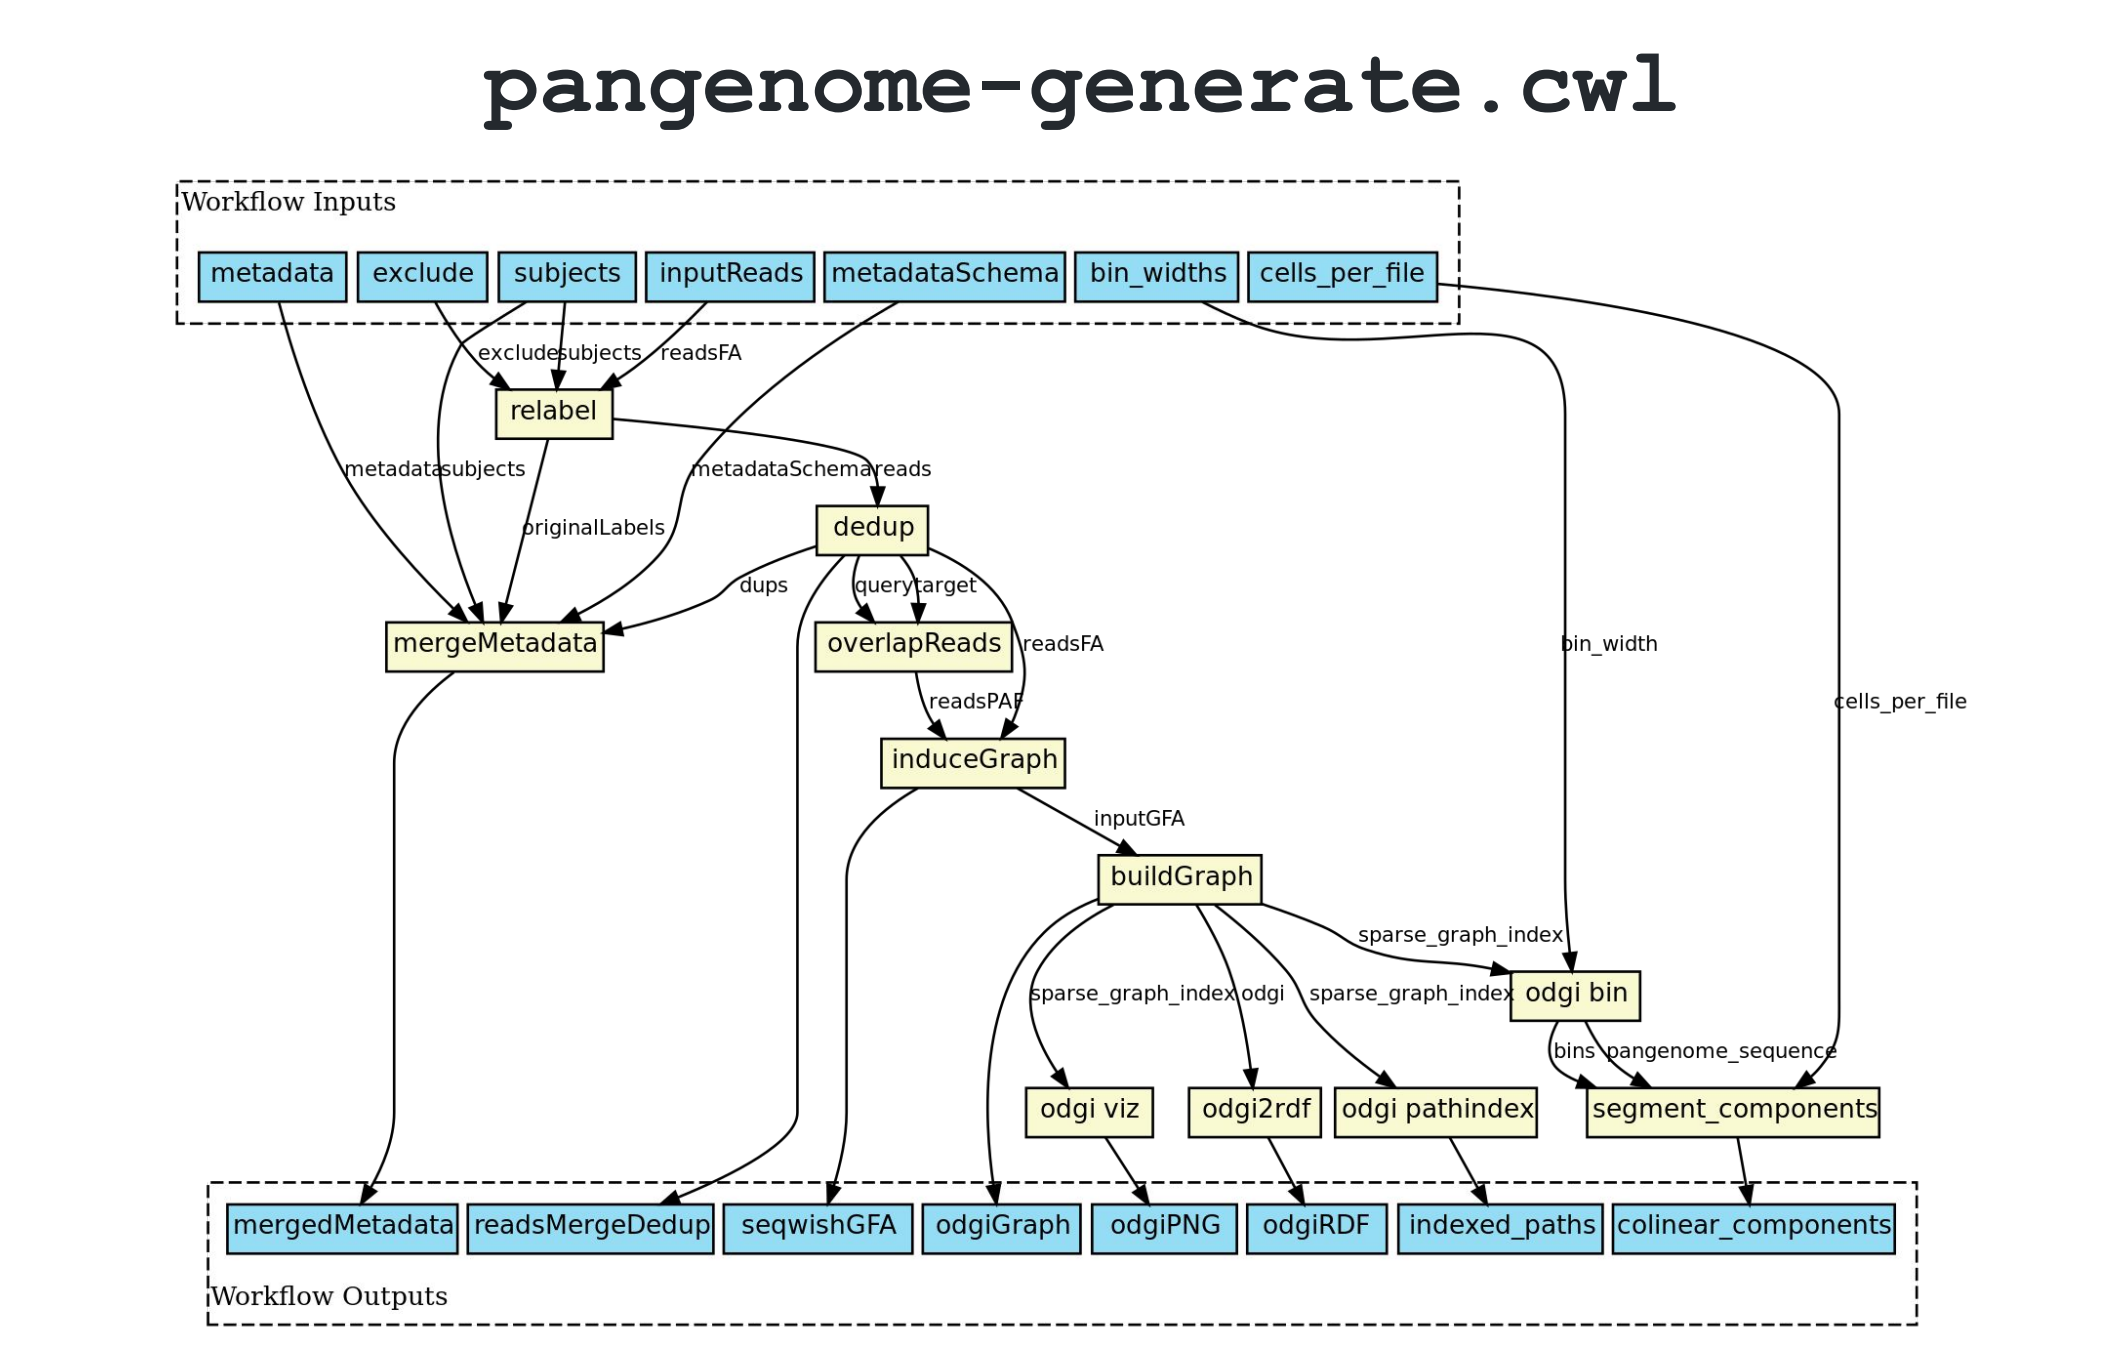 pangenome-generate.cwl
Workflow Inputs
metadata
exclude
subjects
inputReads
metadataSchema
bin_widths
cells_per_file
exclude
subjects
readsFA
relabel
metadata
subjects
metadataSchema
reads
originalLabels
dedup
dups
query
target
mergeMetadata
overlapReads
readsFA
bin_width
readsPAF
cells_per_file
induceGraph
inputGFA
buildGraph
sparse_graph_index
sparse_graph_index
odgi
sparse_graph_index
odgi bin
bins
pangenome_sequence
odgi viz
odgi2rdf
odgi pathindex
segment_components
mergedMetadata
readsMergeDedup
seqwishGFA
odgiGraph
odgiPNG
odgiRDF
indexed_paths
colinear_components
Workflow Outputs